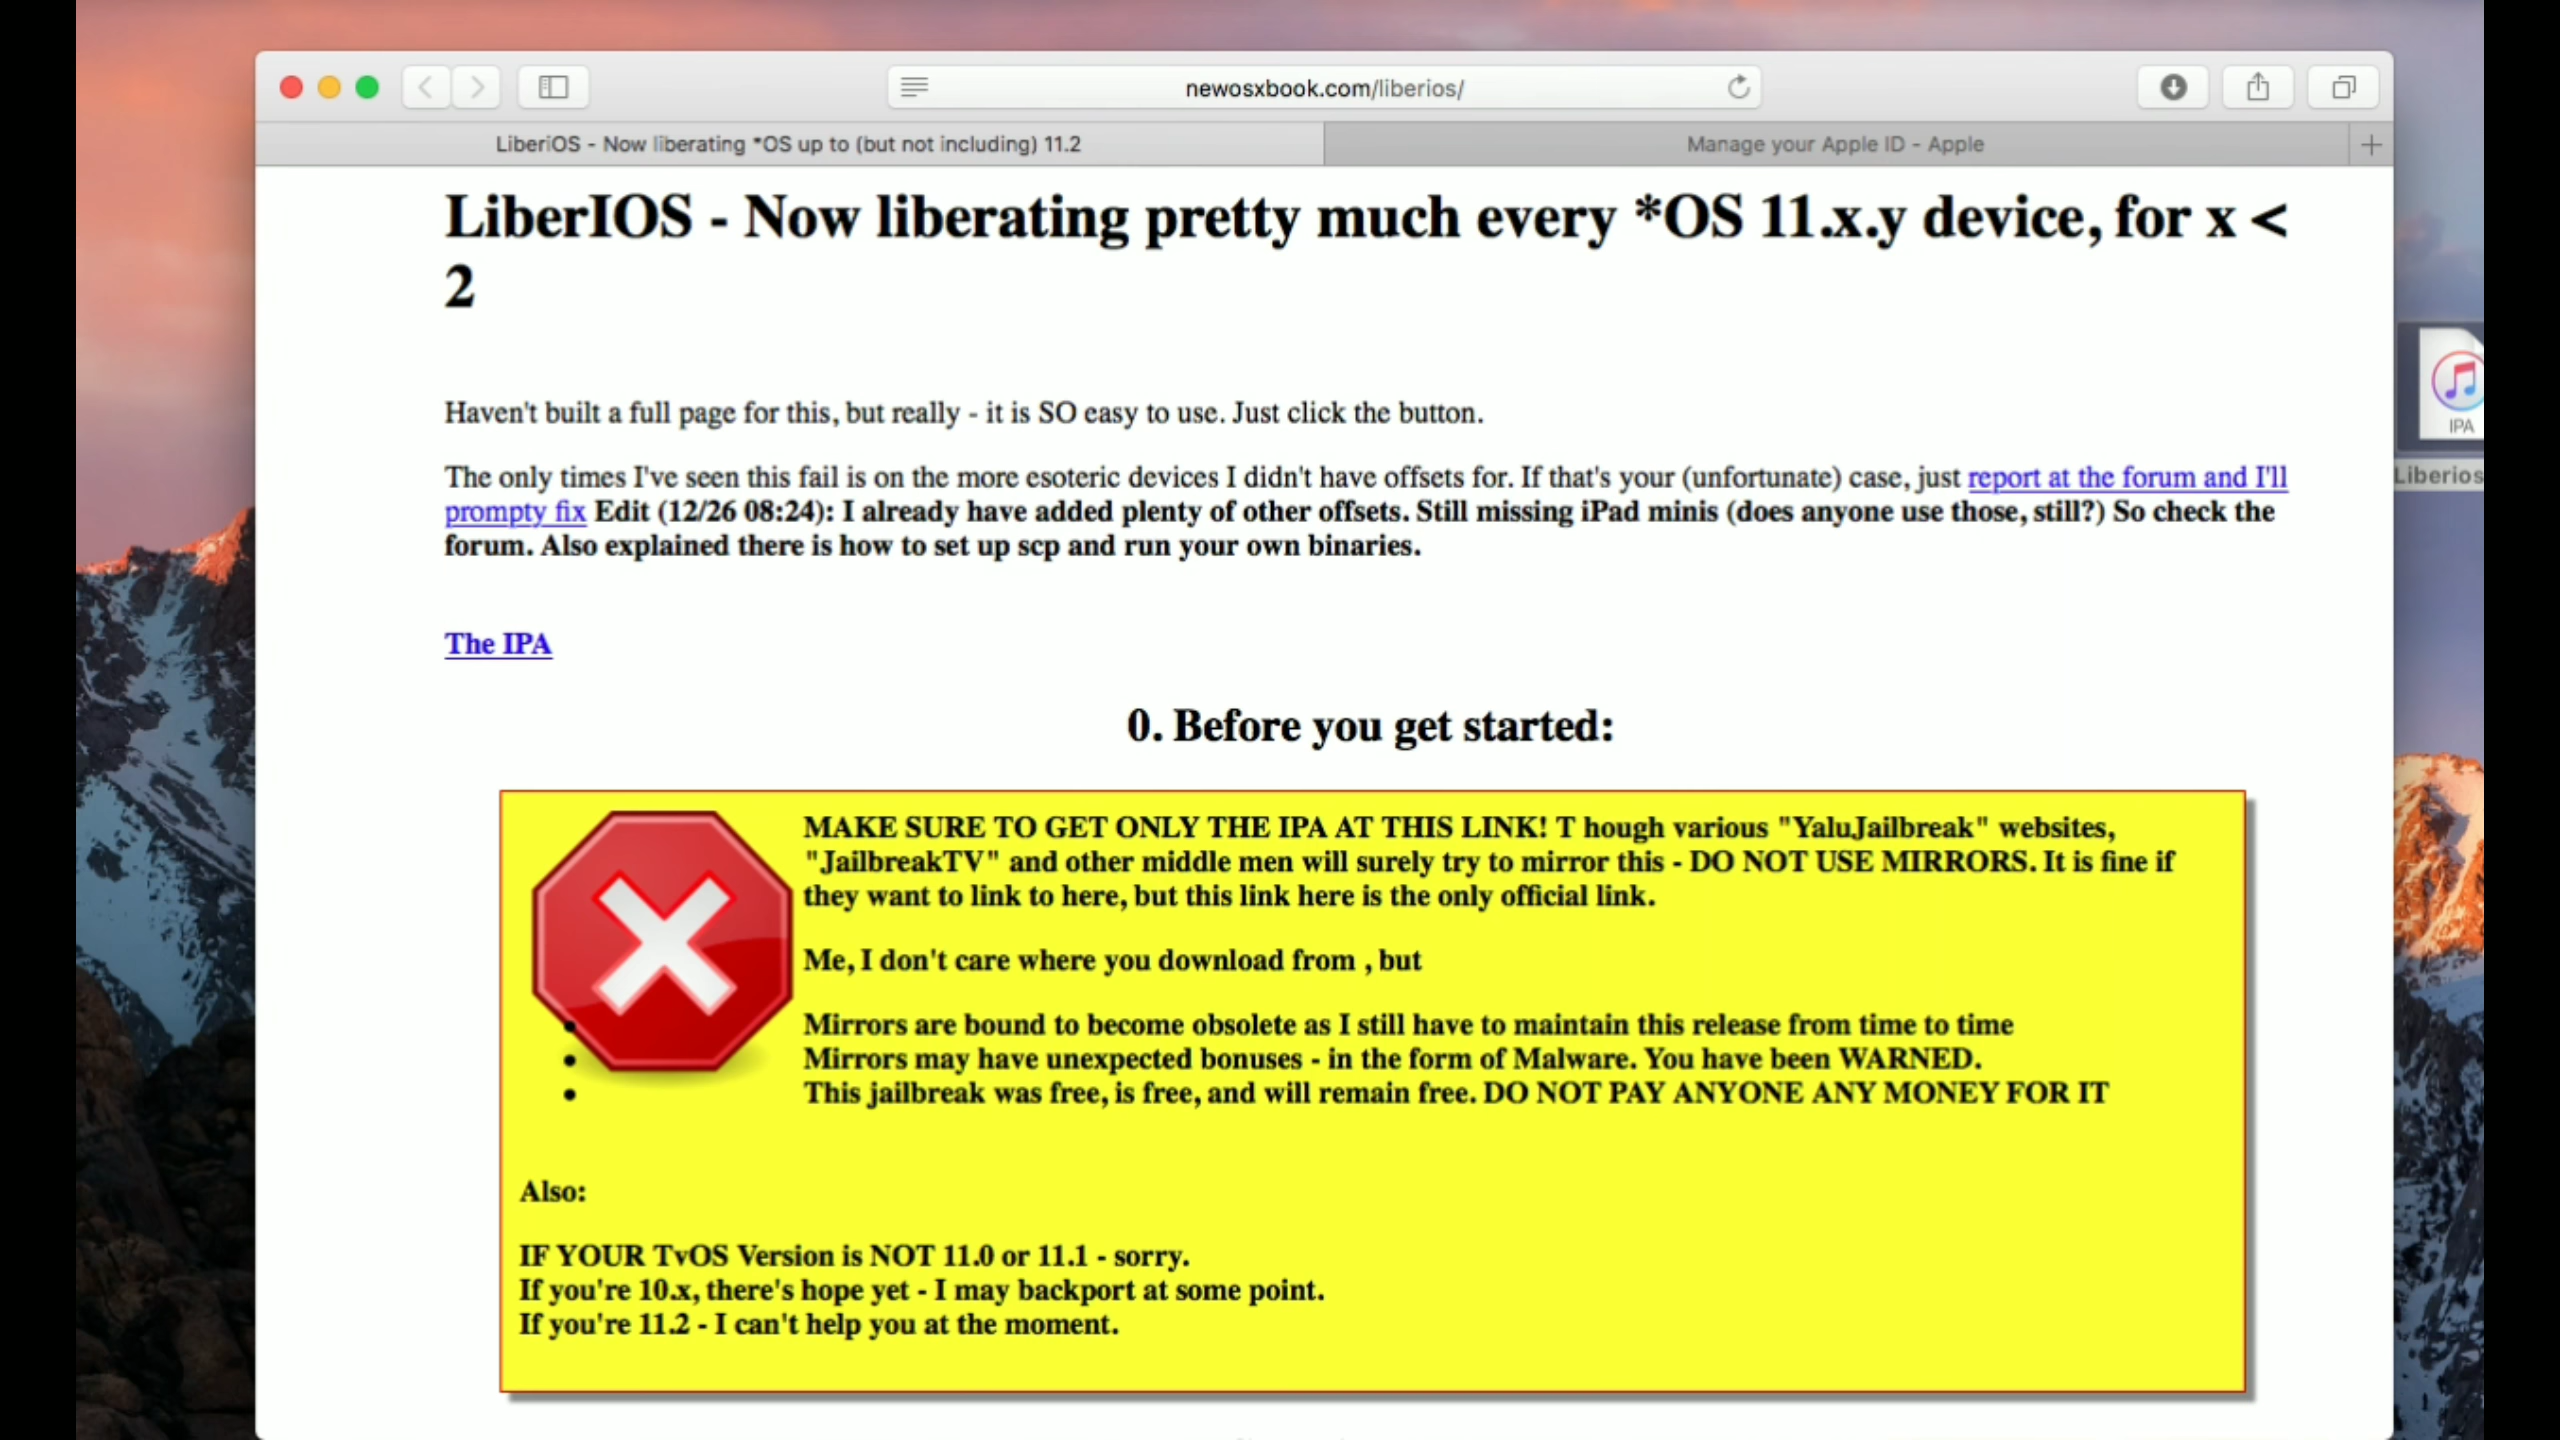 newosxbook.com/liberios/
LiberiOS - Now liberating *OS up to (but not including) 11.2
Manage your Apple ID - Apple
LiberIOS - Now liberating pretty much every *OS 11.x.y device, for x <
2
Haven't built a full page for this, but really - it is SO easy to use. Just click the button.
The only times I've seen this fail is on the more esoteric devices I didn't have offsets for. If that's your (unfortunate) case, just report at the forum and I'll
prompty fix Edit (12/26 08:24): I already have added plenty of other offsets. Still missing iPad minis (does anyone use those, still?) So check the
forum. Also explained there is how to set up scp and run your own binaries.
IPA
Liberios
The IPA
0. Before you get started:
MAKE SURE TO GET ONLY THE IPA AT THIS LINK! T hough various "YaluJailbreak" websites,
"JailbreakTV" and other middle men will surely try to mirror this - DO NOT USE MIRRORS. It is fine if
they want to link to here, but this link here is the only official link.
Me, I don't care where you download from , but
Mirrors are bound to become obsolete as I still have to maintain this release from time to time
Mirrors may have unexpected bonuses - in the form of Malware. You have been WARNED.
This jailbreak was free, is free, and will remain free. DO NOT PAY ANYONE ANY MONEY FOR IT
Also:
IF YOUR TvOS Version is NOT 11.0 or 11.1 - sorry.
If you're 10.x, there's hope yet - I may backport at some point.
If you're 11.2 - I can't help you at the moment.